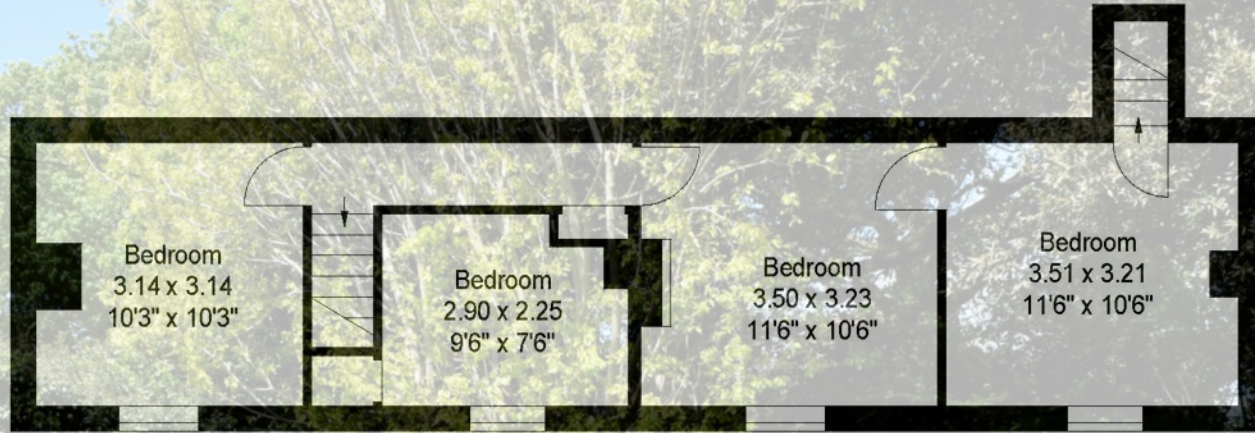 Bedroom
3.14 x 3.14
10'3" x 10'3"
Bedroom
2.90 x 2.25
9'6" x 7'6"
Bedroom
3.50 x 3.23
11'6" x 10'6"
Bedroom
3.51 x 3.21
11'6" x 10'6"